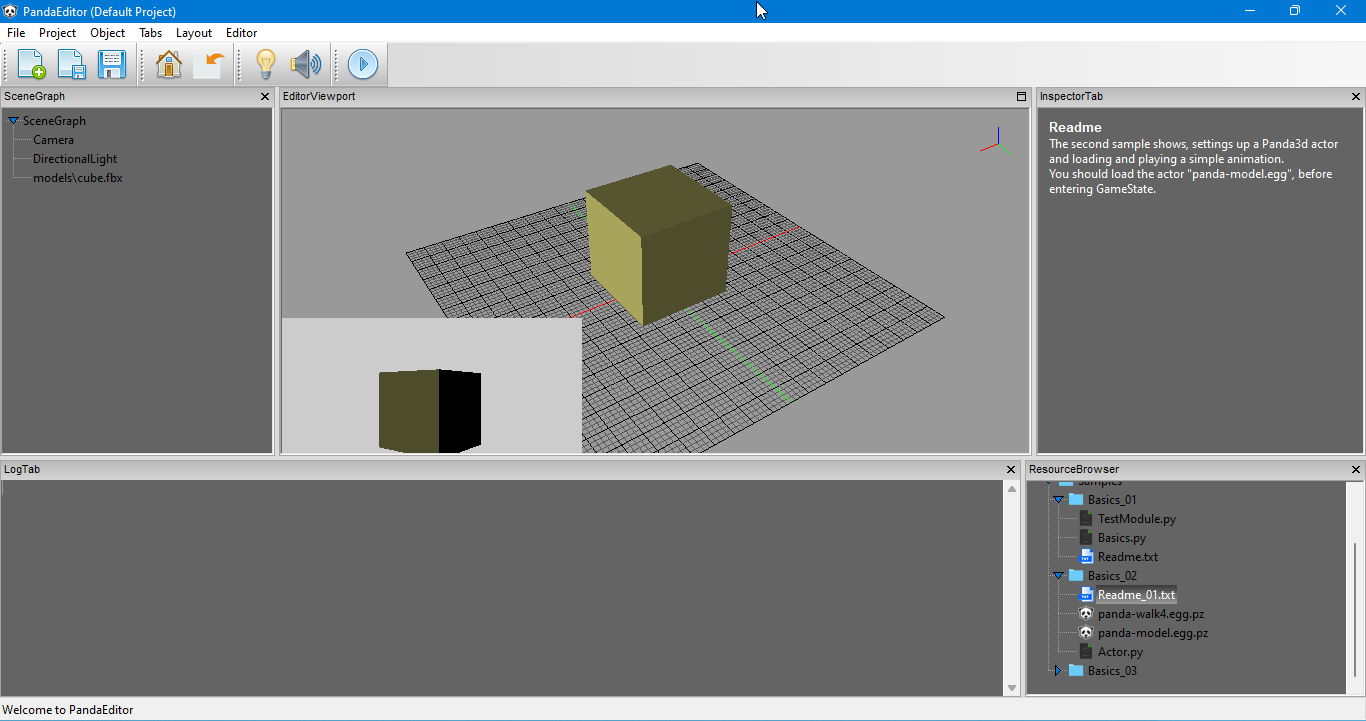 PandaEditor (Default Project)
File Project Object Tabs Layout Editor
SceneGraph
SceneGraph
Camera
DirectionalLight
models\cube.fbx
EditorViewport
InspectorTab
Readme
The second sample shows, settings up a Panda3d actor
and loading and playing a simple animation.
You should load the actor "panda-model.egg", before
entering GameState.
LogTab
ResourceBrowser
Samples
Basics_01
TestModule.py
Basics.py
Readme.txt
Basics_02
Readme_01.txt
panda-walk4.egg.pz
panda-model.egg.pz
Actor.py
Basics_03
Welcome to PandaEditor